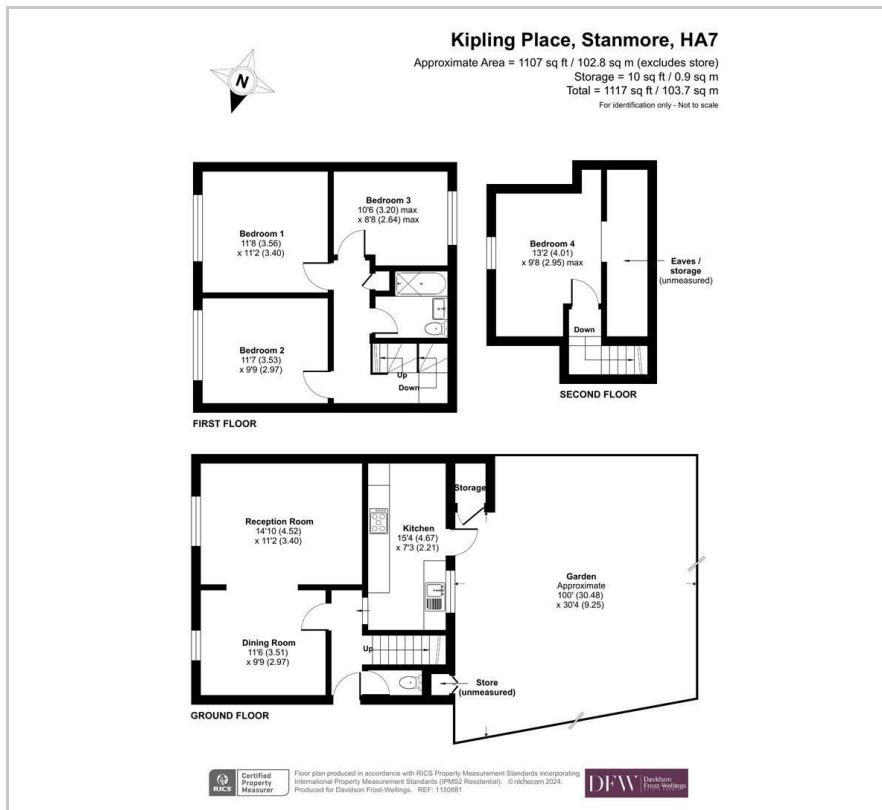 Kipling Place, Stanmore, HA7
Approximate Area = 1107 sq ft / 102.8 sq m (excludes store)
Storage = 10 sq ft / 0.9 sq m
Total = 1117 sq ft / 103.7 sq m
For identification only - Not to scale
N
Bedroom 1
11'8 (3.56)
x 11'2 (3.40)
Bedroom 3
10'6 (3.20) max
x 8'8 (2.64) max
Bedroom 2
11'7 (3.53)
x 9'9 (2.97)
Up
Down
FIRST FLOOR
Bedroom 4
13'2 (4.01)
x 9'8 (2.95) max
Eaves /
storage
(unmeasured)
Down
SECOND FLOOR
Reception Room
14'10 (4.52)
x 11'2 (3.40)
Kitchen
15'4 (4.67)
x 7'3 (2.21)
Storage
Garden
Approximate
100' (30.48)
x 30'4 (9.25)
Dining Room
11'6 (3.51)
x 9'9 (2.97)
Up
Store
(unmeasured)
GROUND FLOOR
RICS
Certified
Property
Measurer
Floor plan produced in accordance with RICS Property Measurement Standards incorporating
International Property Measurement Standards (IPMS2 Residential). © nichecom 2024.
Produced for Davidson Frost-Wellings. REF: 1150881
DFW
Davidson
Frost-Wellings